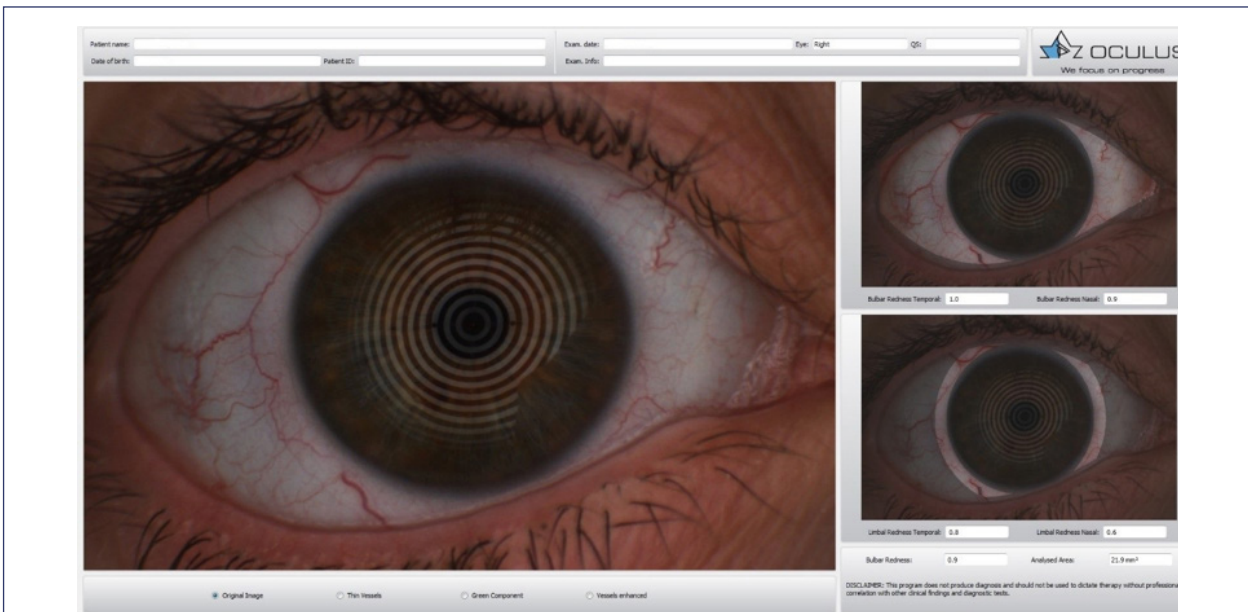 Patient name: Exam. date: Eye: Right QS:
Date of birth: Patient ID: Exam. Info:
OCULUS
We focus on progress
Bulbar Redness Temporal: 1.0 Bulbar Redness Nasal: 0.9
Limbal Redness Temporal: 0.8 Limbal Redness Nasal: 0.6
Bulbar Redness: 0.9 Analysed Area: 21.9 mm²
DISCLAIMER: This program does not produce diagnosis and should not be used to dictate therapy without professiona
correlation with other clinical findings and diagnostic tests.
Original Image Thin Vessels Green Component Vessels enhanced